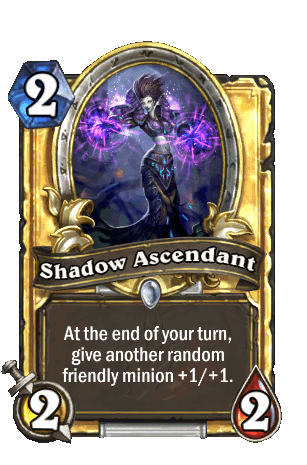 2
Shadow Ascendant
At the end of your turn,
give another random
friendly minion +1/+1.
2 2